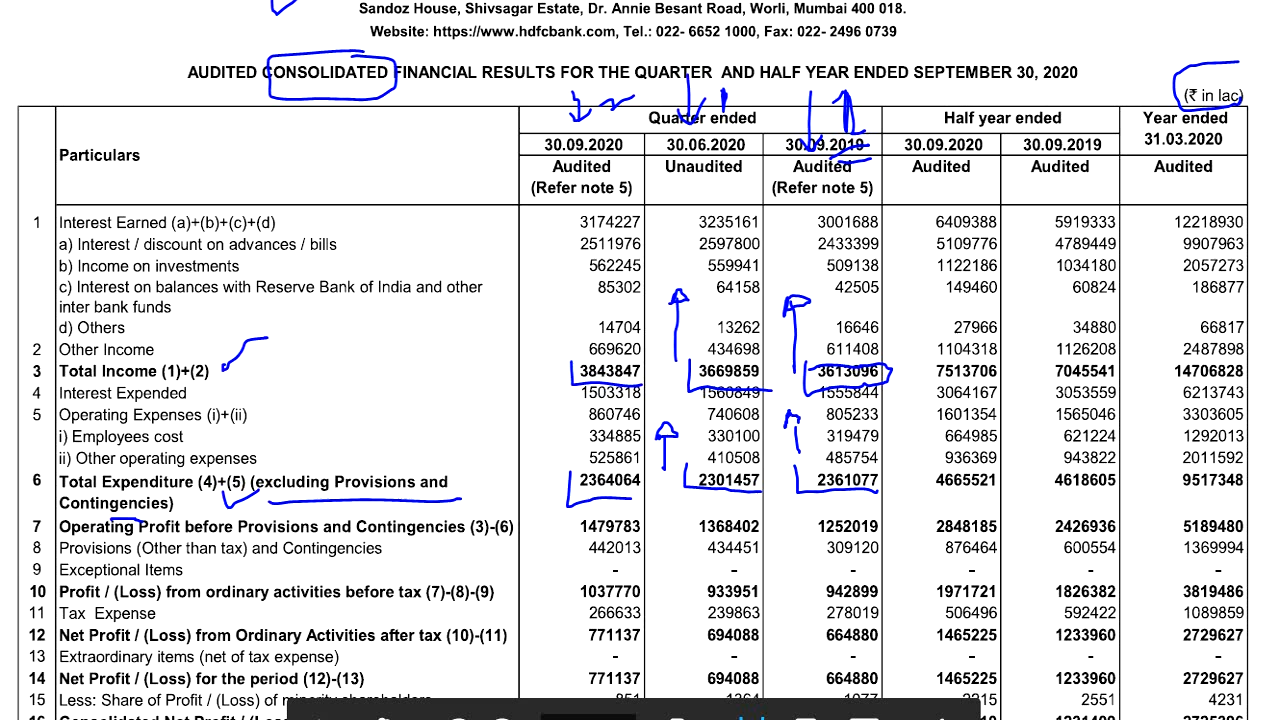 Sandoz House, Shivsagar Estate, Dr. Annie Besant Road, Worli, Mumbai 400 018.
Website: https://www.hdfcbank.com, Tel.: 022- 6652 1000, Fax: 022- 2496 0739
AUDITED CONSOLIDATED FINANCIAL RESULTS FOR THE QUARTER AND HALF YEAR ENDED SEPTEMBER 30, 2020
(₹ in lac)
Particulars Quarter ended Half year ended Year ended
30.09.2020 30.06.2020 30.09.2019 30.09.2020 30.09.2019 31.03.2020
Audited Unaudited Audited Audited Audited Audited
(Refer note 5) (Refer note 5)
1 Interest Earned (a)+(b)+(c)+(d) 3174227 3235161 3001688 6409388 5919333 12218930
a) Interest / discount on advances / bills 2511976 2597800 2433399 5109776 4789449 9907963
b) Income on investments 562245 559941 509138 1122186 1034180 2057273
c) Interest on balances with Reserve Bank of India and other 85302 64158 42505 149460 60824 186877
inter bank funds
d) Others 14704 13262 16646 27966 34880 66817
2 Other Income 669620 434698 611408 1104318 1126208 2487898
3 Total Income (1)+(2) 3843847 3669859 3613096 7513706 7045541 14706828
4 Interest Expended 1503318 1560849 1555844 3064167 3053559 6213743
5 Operating Expenses (i)+(ii) 860746 740608 805233 1601354 1565046 3303605
i) Employees cost 334885 330100 319479 664985 621224 1292013
ii) Other operating expenses 525861 410508 485754 936369 943822 2011592
6 Total Expenditure (4)+(5) (excluding Provisions and 2364064 2301457 2361077 4665521 4618605 9517348
Contingencies)
7 Operating Profit before Provisions and Contingencies (3)-(6) 1479783 1368402 1252019 2848185 2426936 5189480
8 Provisions (Other than tax) and Contingencies 442013 434451 309120 876464 600554 1369994
9 Exceptional Items - - - - - -
10 Profit / (Loss) from ordinary activities before tax (7)-(8)-(9) 1037770 933951 942899 1971721 1826382 3819486
11 Tax Expense 266633 239863 278019 506496 592422 1089859
12 Net Profit / (Loss) from Ordinary Activities after tax (10)-(11) 771137 694088 664880 1465225 1233960 2729627
13 Extraordinary items (net of tax expense) - - - - - -
14 Net Profit / (Loss) for the period (12)-(13) 771137 694088 664880 1465225 1233960 2729627
15 Less: Share of Profit / (Loss) of minority shareholders 2551 4231